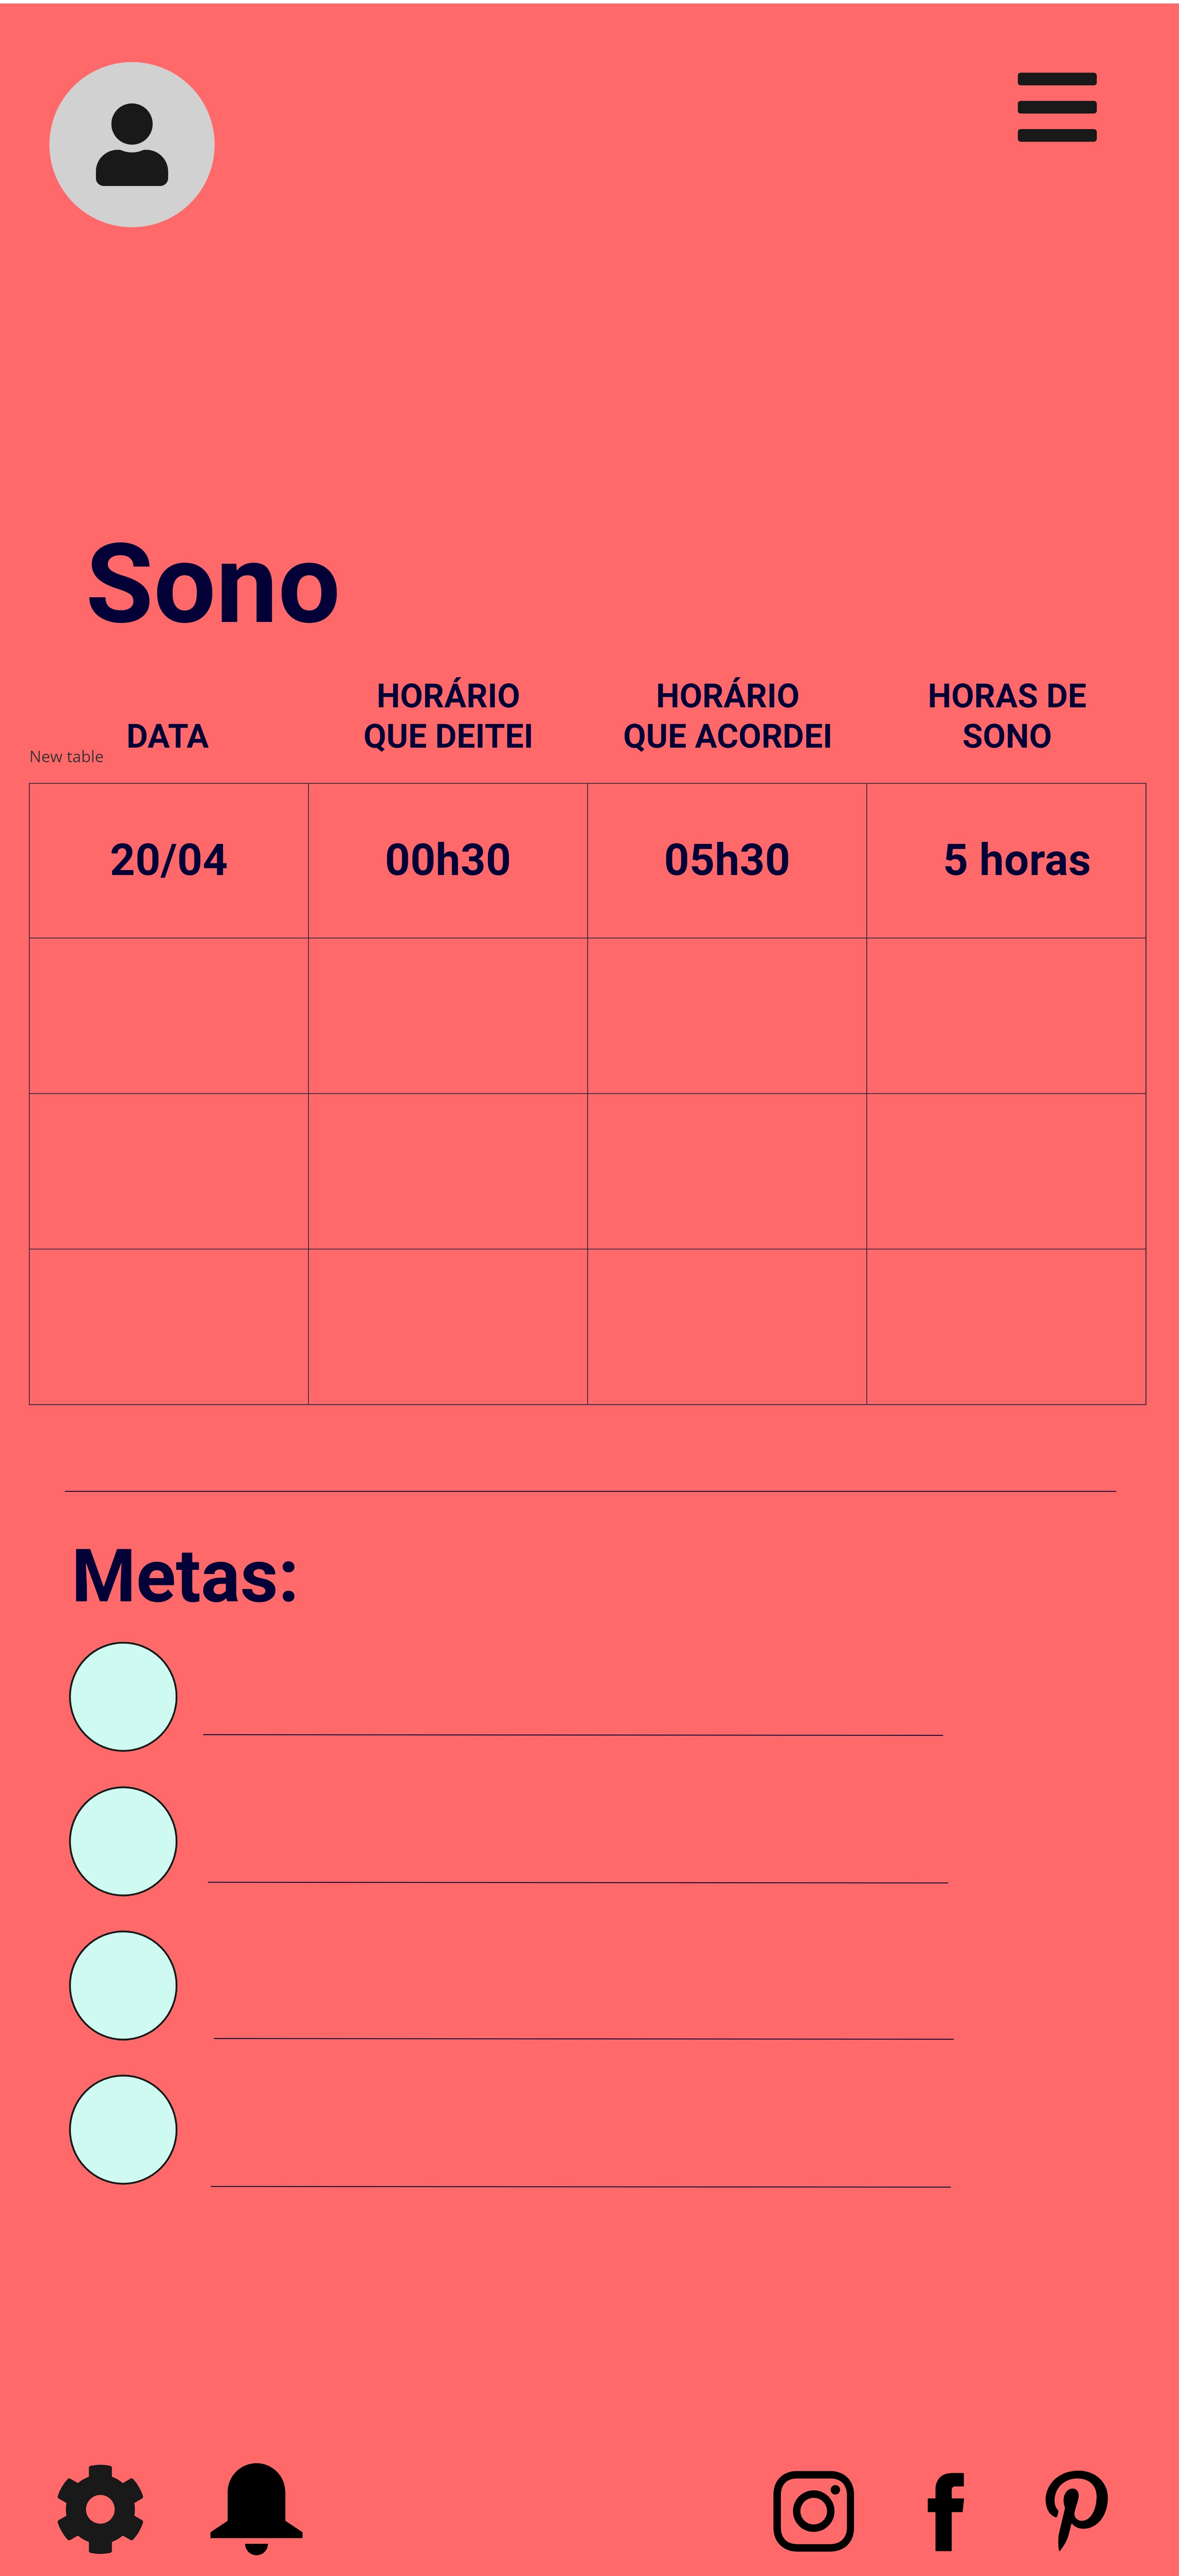 Sono
HORÁRIO
QUE DEITEI
HORÁRIO
QUE ACORDEI
HORAS DE
SONO
DATA
New table
20/04 00h30 05h30 5 horas
Metas: